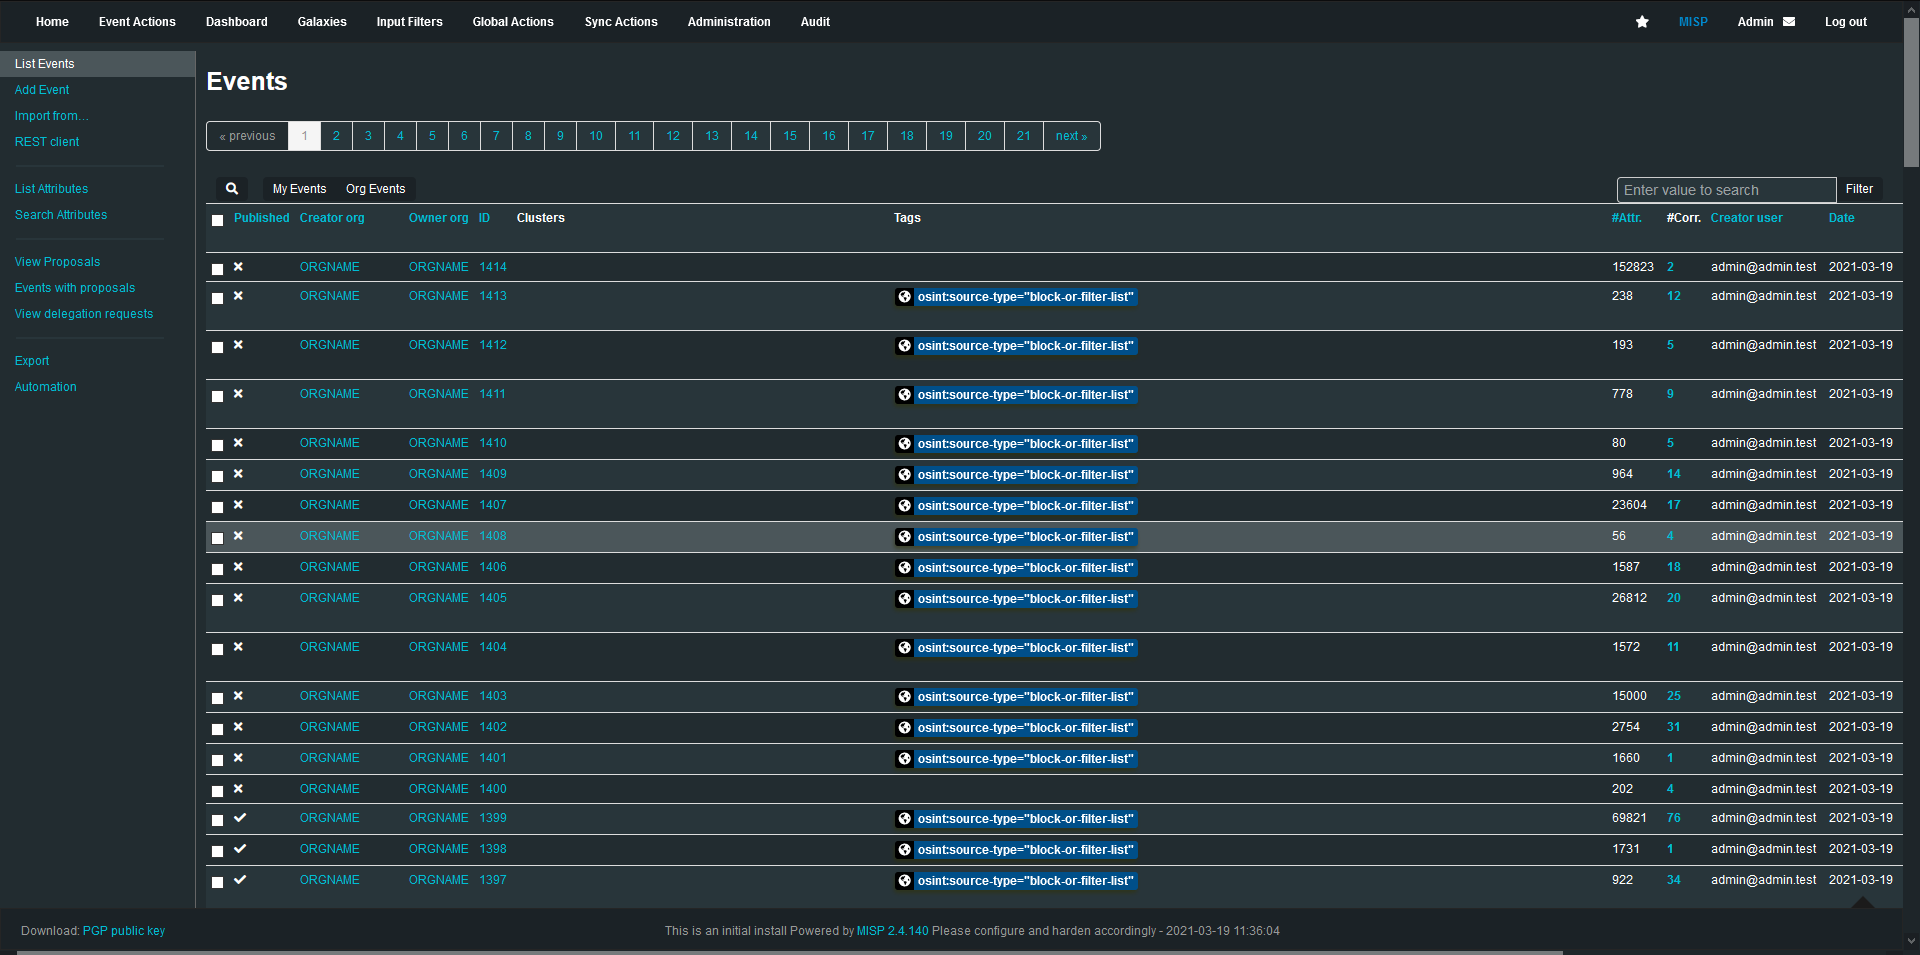 Home Event Actions Dashboard Galaxies Input Filters Global Actions Sync Actions Administration Audit MISP Admin Log out
List Events
Add Event
Import from...
REST client
List Attributes
Search Attributes
View Proposals
Events with proposals
View delegation requests
Export
Automation
Events
« previous 1 2 3 4 5 6 7 8 9 10 11 12 13 14 15 16 17 18 19 20 21 next »
My Events Org Events Enter value to search Filter
Published Creator org Owner org ID Clusters Tags #Attr. #Corr. Creator user Date
ORGNAME ORGNAME 1414 152823 2 admin@admin.test 2021-03-19
ORGNAME ORGNAME 1413 osint:source-type="block-or-filter-list" 238 12 admin@admin.test 2021-03-19
ORGNAME ORGNAME 1412 osint:source-type="block-or-filter-list" 193 5 admin@admin.test 2021-03-19
ORGNAME ORGNAME 1411 osint:source-type="block-or-filter-list" 778 9 admin@admin.test 2021-03-19
ORGNAME ORGNAME 1410 osint:source-type="block-or-filter-list" 80 5 admin@admin.test 2021-03-19
ORGNAME ORGNAME 1409 osint:source-type="block-or-filter-list" 964 14 admin@admin.test 2021-03-19
ORGNAME ORGNAME 1407 osint:source-type="block-or-filter-list" 23604 17 admin@admin.test 2021-03-19
ORGNAME ORGNAME 1408 osint:source-type="block-or-filter-list" 56 4 admin@admin.test 2021-03-19
ORGNAME ORGNAME 1406 osint:source-type="block-or-filter-list" 1587 18 admin@admin.test 2021-03-19
ORGNAME ORGNAME 1405 osint:source-type="block-or-filter-list" 26812 20 admin@admin.test 2021-03-19
ORGNAME ORGNAME 1404 osint:source-type="block-or-filter-list" 1572 11 admin@admin.test 2021-03-19
ORGNAME ORGNAME 1403 osint:source-type="block-or-filter-list" 15000 25 admin@admin.test 2021-03-19
ORGNAME ORGNAME 1402 osint:source-type="block-or-filter-list" 2754 31 admin@admin.test 2021-03-19
ORGNAME ORGNAME 1401 osint:source-type="block-or-filter-list" 1660 1 admin@admin.test 2021-03-19
ORGNAME ORGNAME 1400 202 4 admin@admin.test 2021-03-19
ORGNAME ORGNAME 1399 osint:source-type="block-or-filter-list" 69821 76 admin@admin.test 2021-03-19
ORGNAME ORGNAME 1398 osint:source-type="block-or-filter-list" 1731 1 admin@admin.test 2021-03-19
ORGNAME ORGNAME 1397 osint:source-type="block-or-filter-list" 922 34 admin@admin.test 2021-03-19
Download: PGP public key This is an initial install Powered by MISP 2.4.140 Please configure and harden accordingly - 2021-03-19 11:36:04